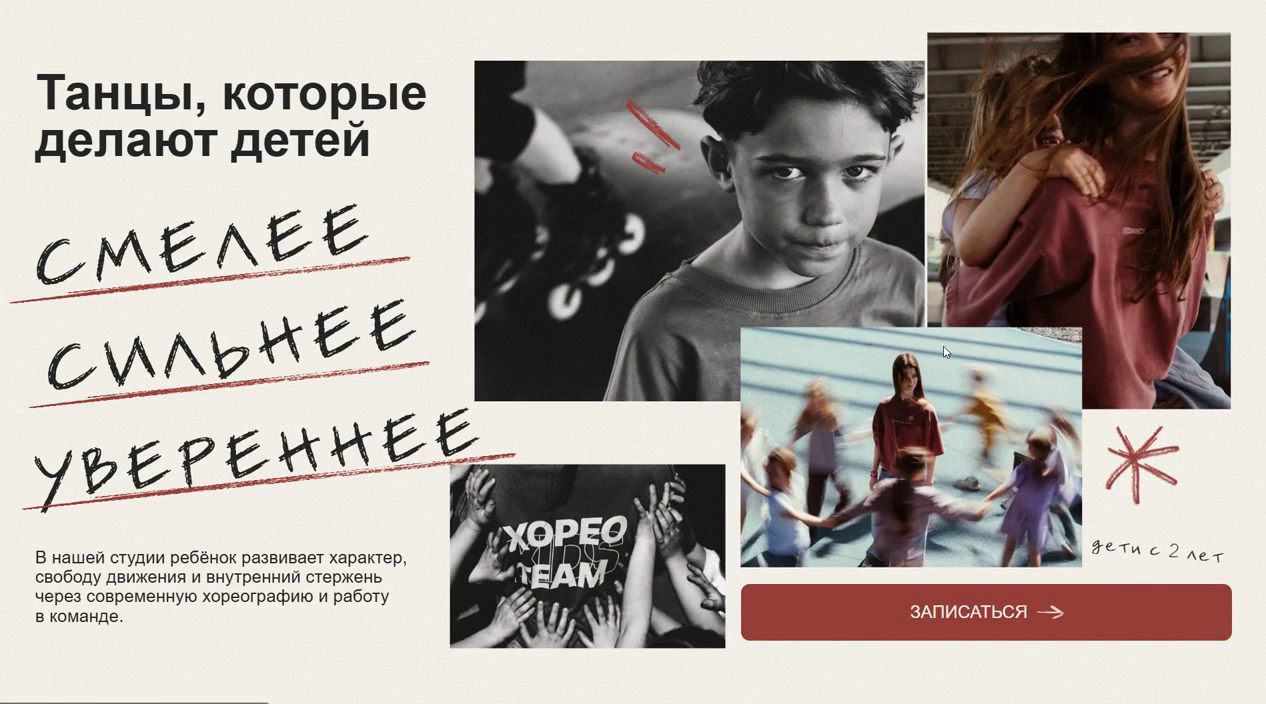 Танцы, которые
делают детей
СМЕЛЕЕ
СИЛЬНЕЕ
УВЕРЕННЕЕ
В нашей студии ребёнок развивает характер,
свободу движения и внутренний стержень
через современную хореографию и работу
в команде.
ХОРЕО
KIDS
TEAM
дети с 2 лет
ЗАПИСАТЬСЯ